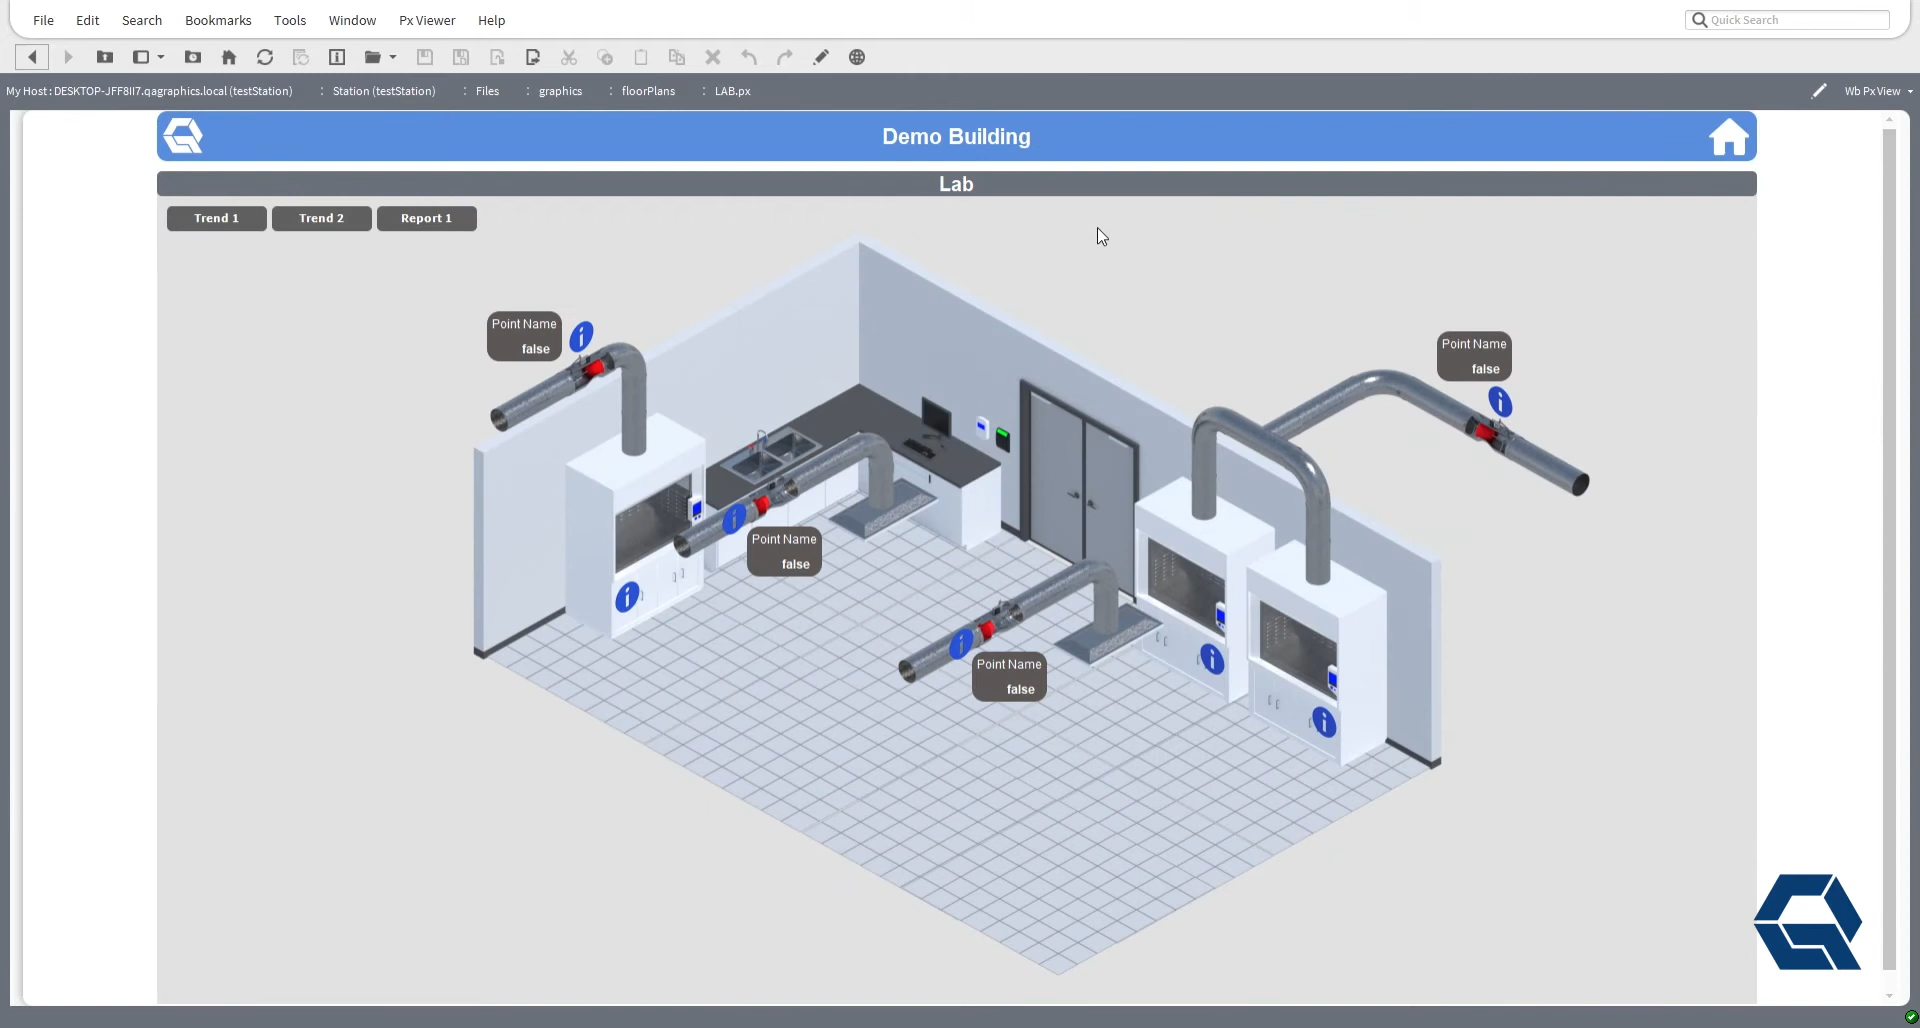 File Edit Search Bookmarks Tools Window Px Viewer Help
Quick Search
My Host : DESKTOP-JFF8II7.qagraphics.local (testStation) : Station (testStation) : Files : graphics : floorPlans : LAB.px
Wb Px View
Demo Building
Lab
Trend 1
Trend 2
Report 1
Point Name
false
Point Name
false
Point Name
false
Point Name
false